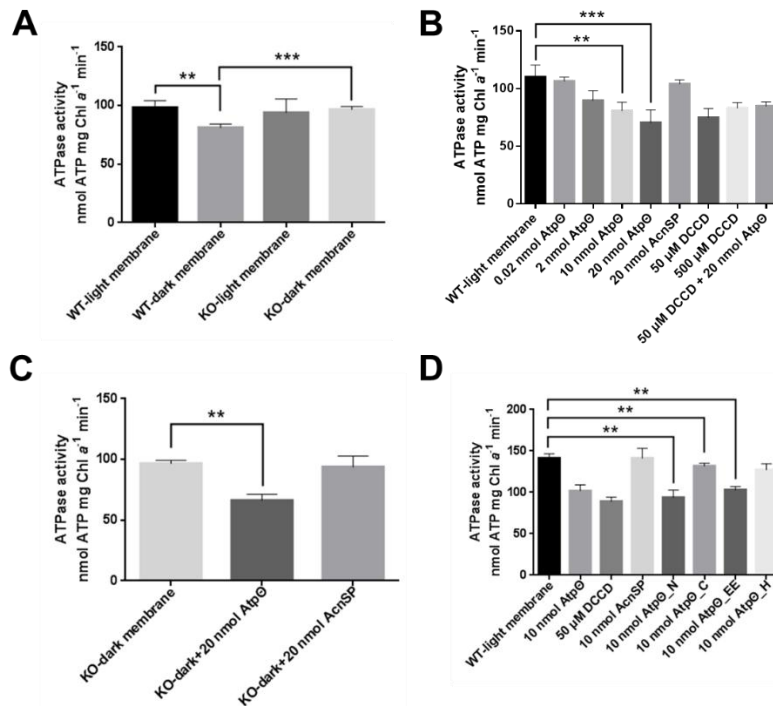 A
ATPase activity
nmol ATP mg Chl a⁻¹ min⁻¹
150
100
50
0
**
***
WT-light membrane
WT-dark membrane
KO-light membrane
KO-dark membrane
B
ATPase activity
nmol ATP mg Chl a⁻¹ min⁻¹
150
100
50
0
***
**
WT-light membrane
0.02 nmol AtpΘ
2 nmol AtpΘ
10 nmol AtpΘ
20 nmol AtpΘ
20 nmol AcnSP
50 µM DCCD
500 µM DCCD
50 µM DCCD + 20 nmol AtpΘ
C
ATPase activity
nmol ATP mg Chl a⁻¹ min⁻¹
150
100
50
0
**
KO-dark membrane
KO-dark+20 nmol AtpΘ
KO-dark+20 nmol AcnSP
D
ATPase activity
nmol ATP mg Chl a⁻¹ min⁻¹
200
150
100
50
0
**
**
**
WT-light membrane
10 nmol AtpΘ
50 µM DCCD
10 nmol AcnSP
10 nmol AtpΘ_N
10 nmol AtpΘ_C
10 nmol AtpΘ_EE
10 nmol AtpΘ_H